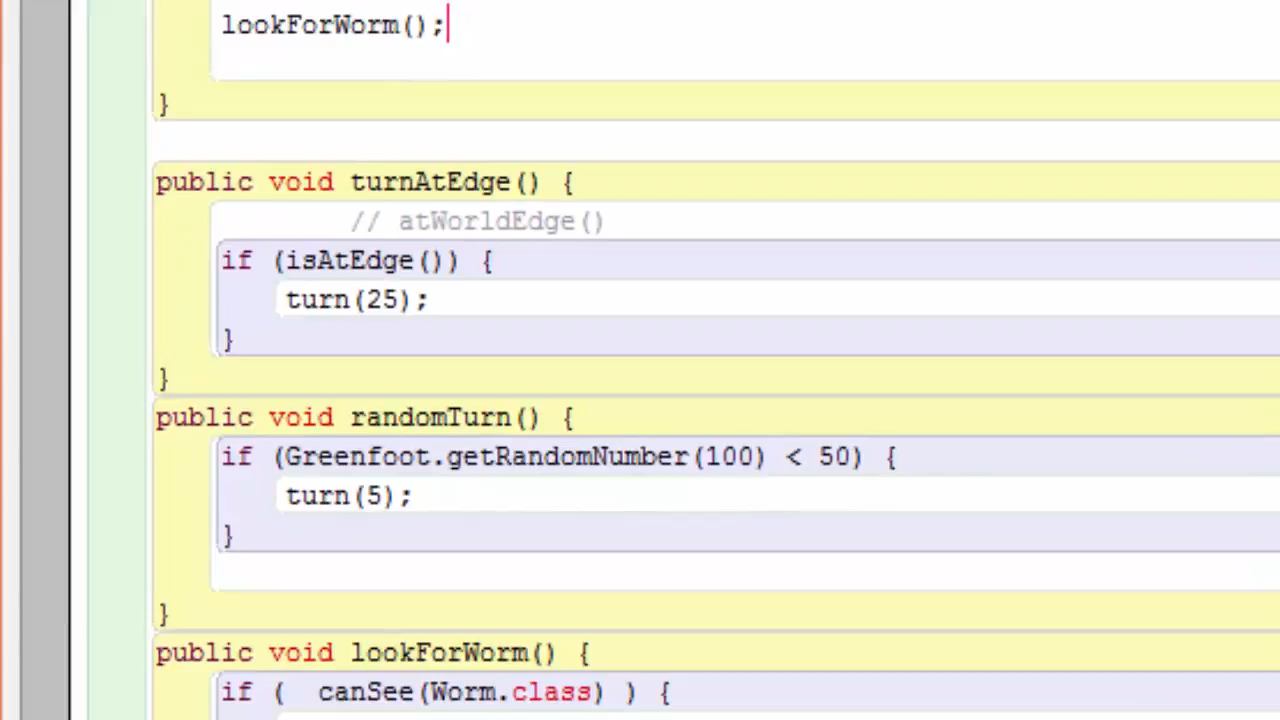 lookForWorm();
}
public void turnAtEdge() {
// atWorldEdge()
if (isAtEdge()) {
turn(25);
}
}
public void randomTurn() {
if (Greenfoot.getRandomNumber(100) < 50) {
turn(5);
}
}
public void lookForWorm() {
if (  canSee(Worm.class) ) {